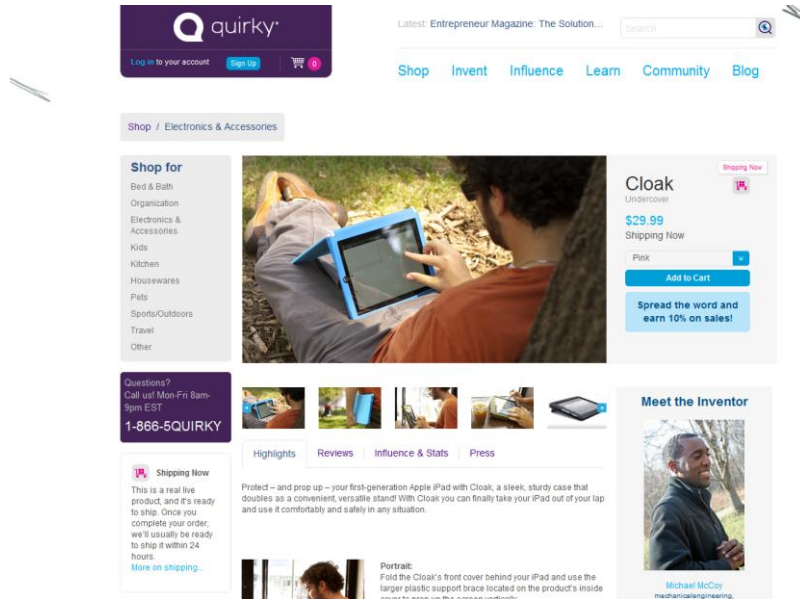 quirky
Latest: Entrepreneur Magazine: The Solution...
Search
Log in to your account
Sign Up
0
Shop
Invent
Influence
Learn
Community
Blog
Shop / Electronics & Accessories
Shop for
Bed & Bath
Organization
Electronics &
Accessories
Kids
Kitchen
Housewares
Pets
Sports/Outdoors
Travel
Other
Shipping Now
Cloak
Undercover
$29.99
Shipping Now
Pink
Add to Cart
Spread the word and
earn 10% on sales!
Questions?
Call us! Mon-Fri 8am-
9pm EST
1-866-5QUIRKY
Shipping Now
This is a real live
product, and it's ready
to ship. Once you
complete your order,
we'll usually be ready
to ship it within 24
hours.
More on shipping...
Highlights
Reviews
Influence & Stats
Press
Protect – and prop up – your first-generation Apple iPad with Cloak, a sleek, sturdy case that
doubles as a convenient, versatile stand! With Cloak you can finally take your iPad out of your lap
and use it comfortably and safely in any situation.
Portrait:
Fold the Cloak's front cover behind your iPad and use the
larger plastic support brace located on the product's inside
cover to prop up the screen vertically.
Meet the Inventor
Michael McCoy
mechanicalengineering,